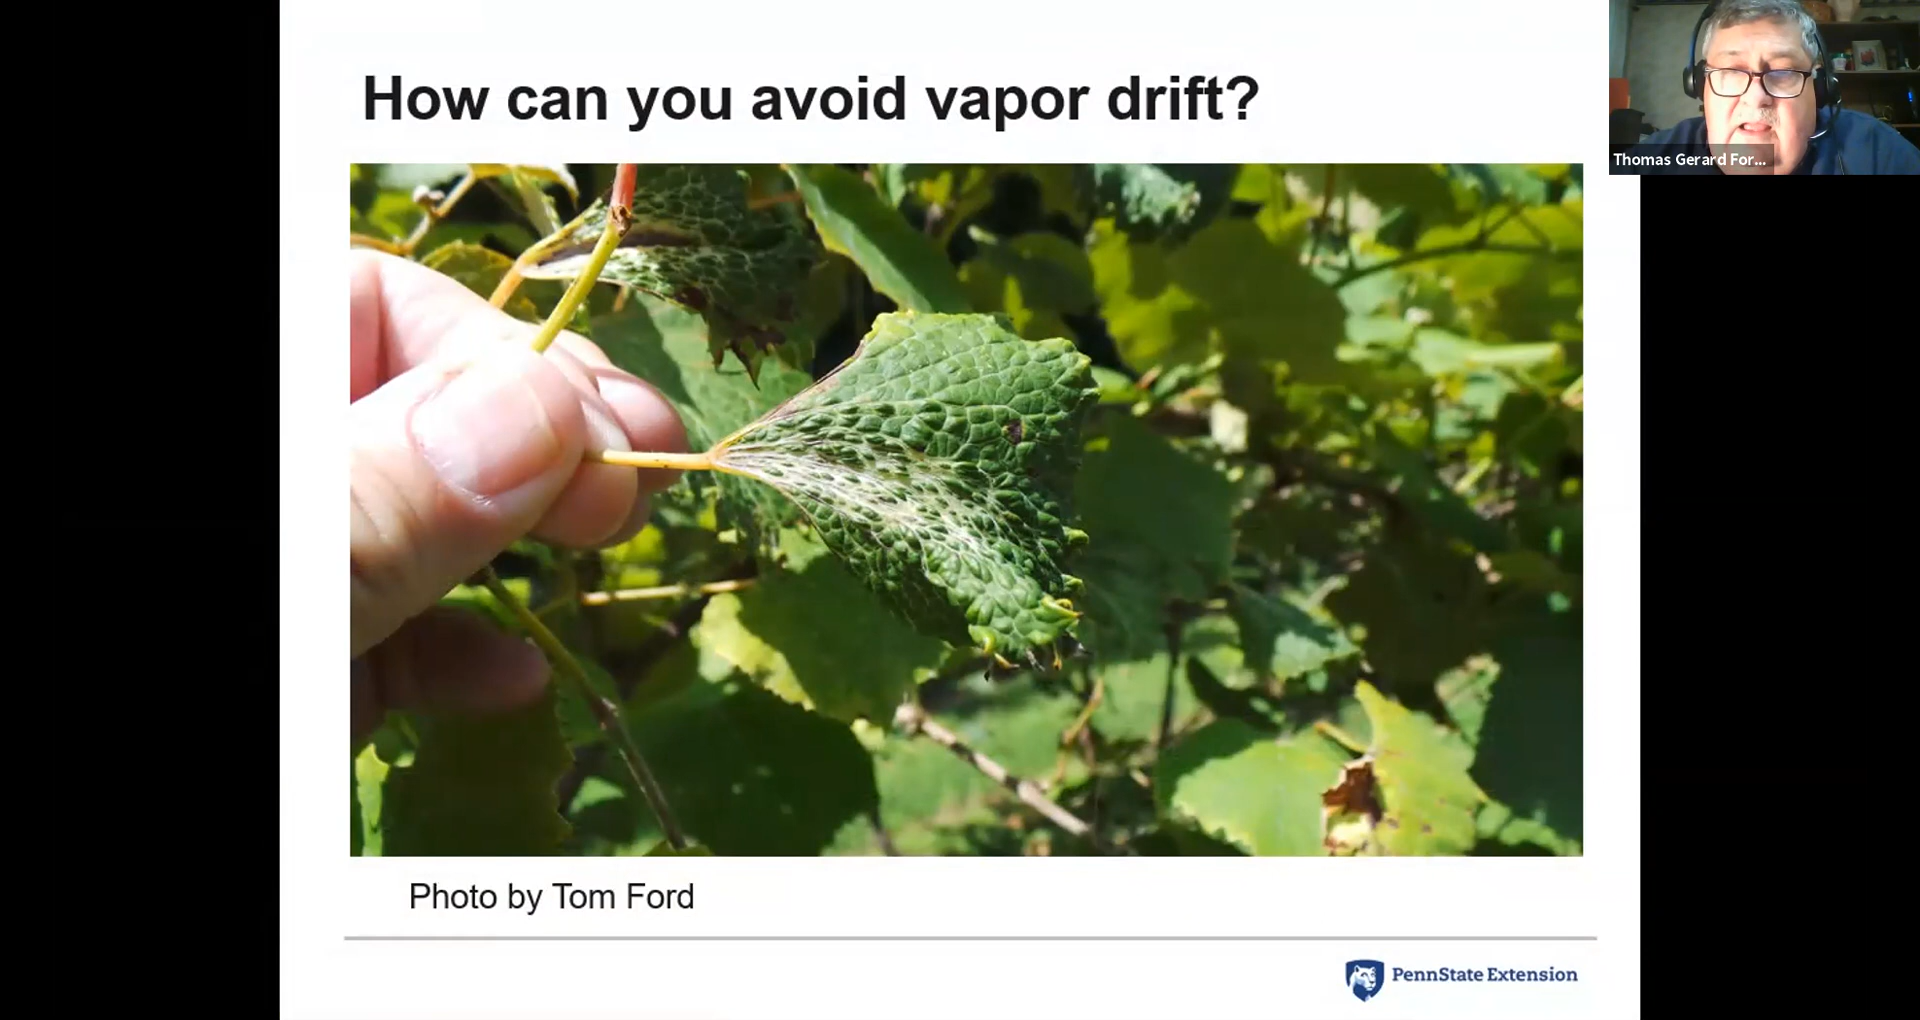 How can you avoid vapor drift?
Thomas Gerard For...
Photo by Tom Ford
PennState Extension